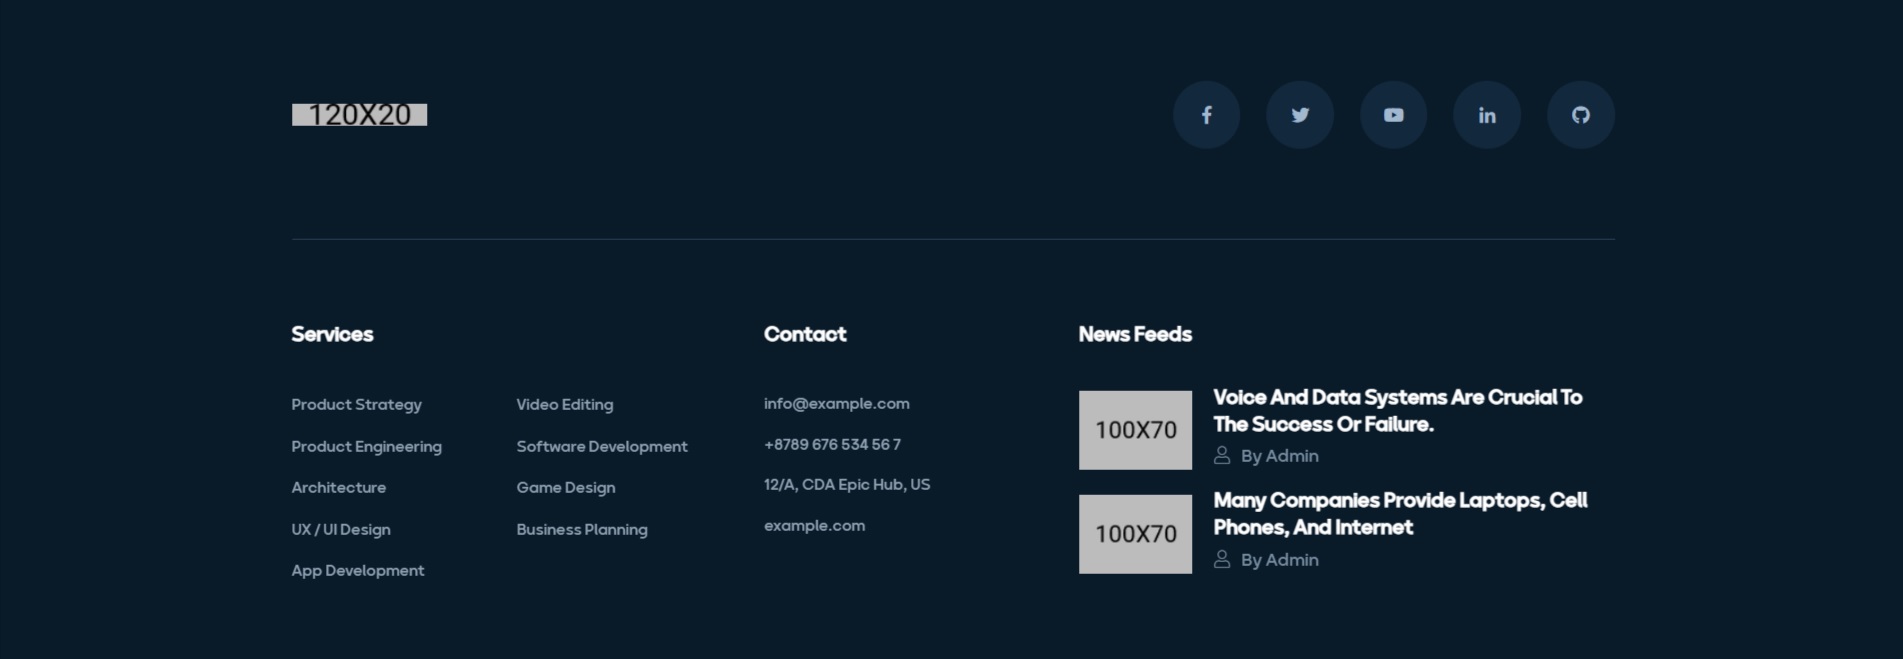 120X20
Services
Product Strategy
Product Engineering
Architecture
UX / UI Design
App Development
Video Editing
Software Development
Game Design
Business Planning
Contact
info@example.com
+8789 676 534 56 7
12/A, CDA Epic Hub, US
example.com
News Feeds
100X70
Voice And Data Systems Are Crucial To
The Success Or Failure.
By Admin
100X70
Many Companies Provide Laptops, Cell
Phones, And Internet
By Admin